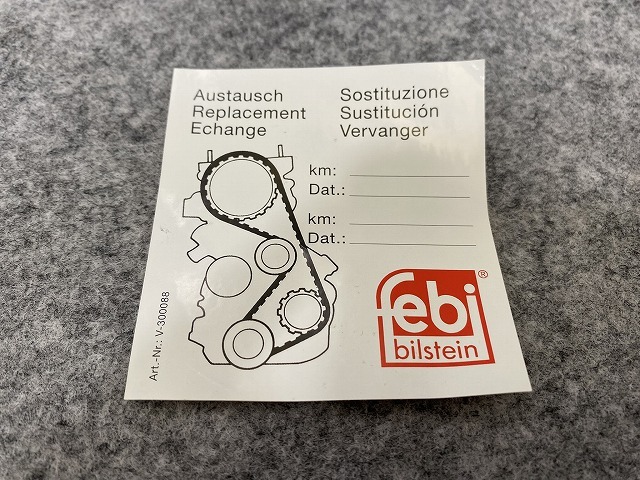 Austausch
Replacement
Echange
Sostituzione
Sustitución
Vervanger
km:
Dat.:
km:
Dat.:
Art.-Nr.: V-300088
febi®
bilstein